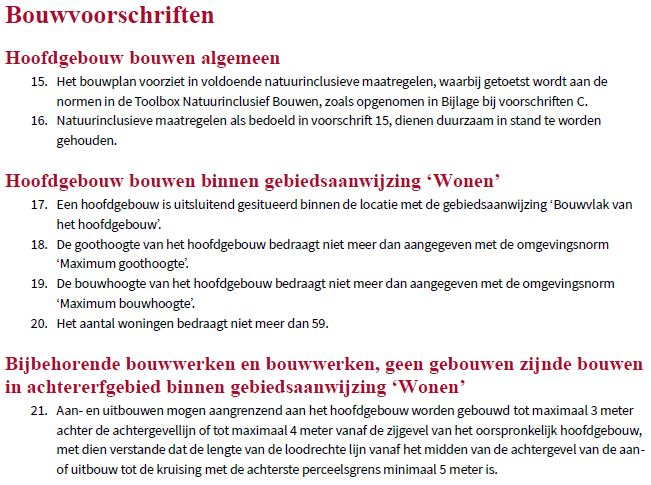 Bouwvoorschriften
Hoofdgebouw bouwen algemeen
15. Het bouwplan voorziet in voldoende natuurinclusieve maatregelen, waarbij getoetst wordt aan de
normen in de Toolbox Natuurinclusief Bouwen, zoals opgenomen in Bijlage bij voorschriften C.
16. Natuurinclusieve maatregelen als bedoeld in voorschrift 15, dienen duurzaam in stand te worden
gehouden.
Hoofdgebouw bouwen binnen gebiedsaanwijzing ‘Wonen’
17. Een hoofdgebouw is uitsluitend gesitueerd binnen de locatie met de gebiedsaanwijzing ‘Bouwvlak van
het hoofdgebouw’.
18. De goothoogte van het hoofdgebouw bedraagt niet meer dan aangegeven met de omgevingsnorm
‘Maximum goothoogte’.
19. De bouwhoogte van het hoofdgebouw bedraagt niet meer dan aangegeven met de omgevingsnorm
‘Maximum bouwhoogte’.
20. Het aantal woningen bedraagt niet meer dan 59.
Bijbehorende bouwwerken en bouwwerken, geen gebouwen zijnde bouwen
in achtererfgebied binnen gebiedsaanwijzing ‘Wonen’
21. Aan- en uitbouwen mogen aangrenzend aan het hoofdgebouw worden gebouwd tot maximaal 3 meter
achter de achtergevellijn of tot maximaal 4 meter vanaf de zijgevel van het oorspronkelijk hoofdgebouw,
met dien verstande dat de lengte van de loodrechte lijn vanaf het midden van de achtergevel van de aan-
of uitbouw tot de kruising met de achterste perceelsgrens minimaal 5 meter is.